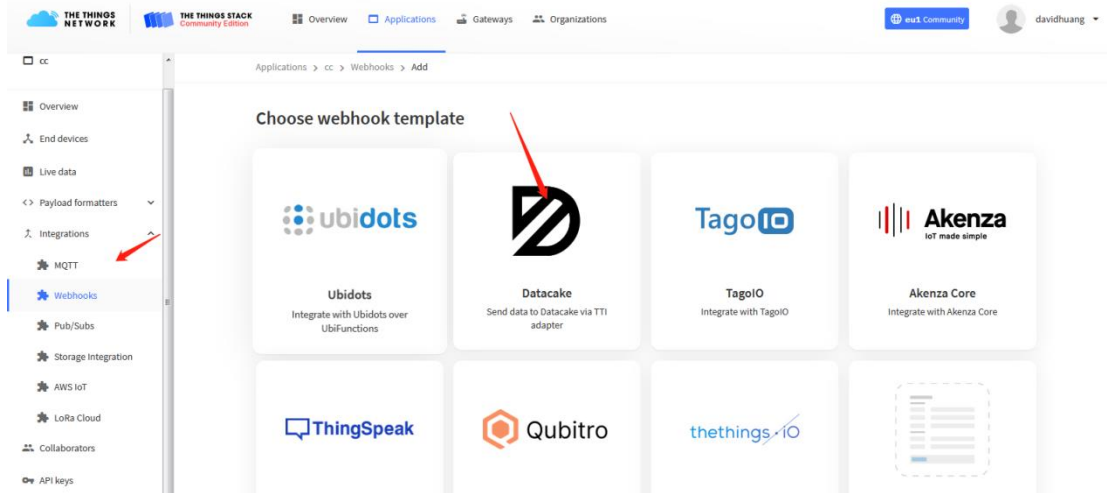 THE THINGS
NETWORK
THE THINGS STACK
Community Edition
Overview
Applications
Gateways
Organizations
eu1 Community
davidhuang
cc
Overview
End devices
Live data
Payload formatters
Integrations
MQTT
Webhooks
Pub/Subs
Storage Integration
AWS IoT
LoRa Cloud
Collaborators
API keys
Applications > cc > Webhooks > Add
Choose webhook template
ubidots
Ubidots
Integrate with Ubidots over
UbiFunctions
Datacake
Send data to Datacake via TTI
adapter
TagoIO
TagoIO
Integrate with TagoIO
Akenza
IoT made simple
Akenza Core
Integrate with Akenza Core
ThingSpeak
Qubitro
thethings.iO